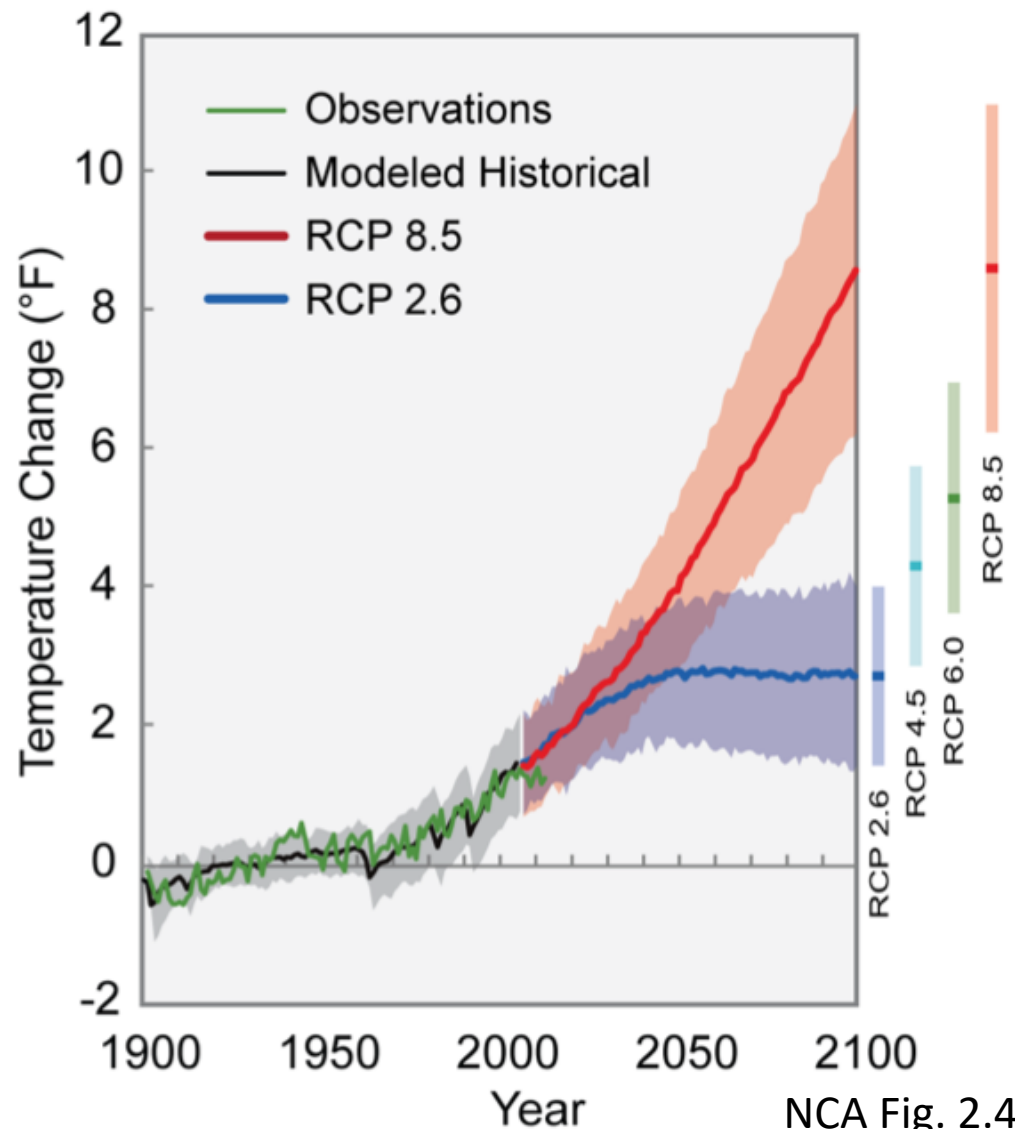 12
10
8
6
4
2
0
-2
Temperature Change (°F)
Observations
Modeled Historical
RCP 8.5
RCP 2.6
1900 1950 2000 2050 2100
Year
RCP 2.6
RCP 4.5
RCP 6.0
RCP 8.5
NCA Fig. 2.4